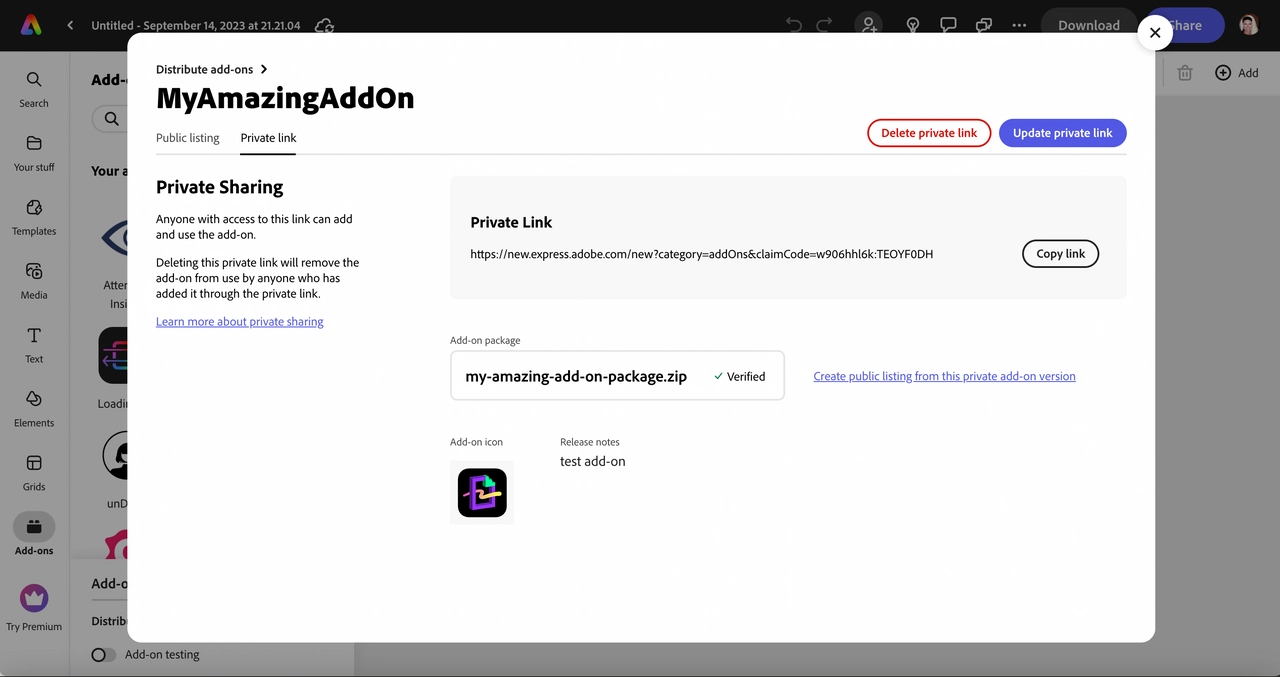 Untitled - September 14, 2023 at 21.21.04
Download
Share
Search
Your stuff
Templates
Media
Text
Elements
Grids
Add-ons
Try Premium
Add-
Your a
Atter
Insi
Loadin
unD
Add-o
Distrib
Add-on testing
Add
Distribute add-ons
MyAmazingAddOn
Public listing
Private link
Delete private link
Update private link
Private Sharing
Anyone with access to this link can add
and use the add-on.
Deleting this private link will remove the
add-on from use by anyone who has
added it through the private link.
Learn more about private sharing
Private Link
https://new.express.adobe.com/new?category=addOns&claimCode=w906hhl6k:TEOYF0DH
Copy link
Add-on package
my-amazing-add-on-package.zip
Verified
Create public listing from this private add-on version
Add-on icon
Release notes
test add-on